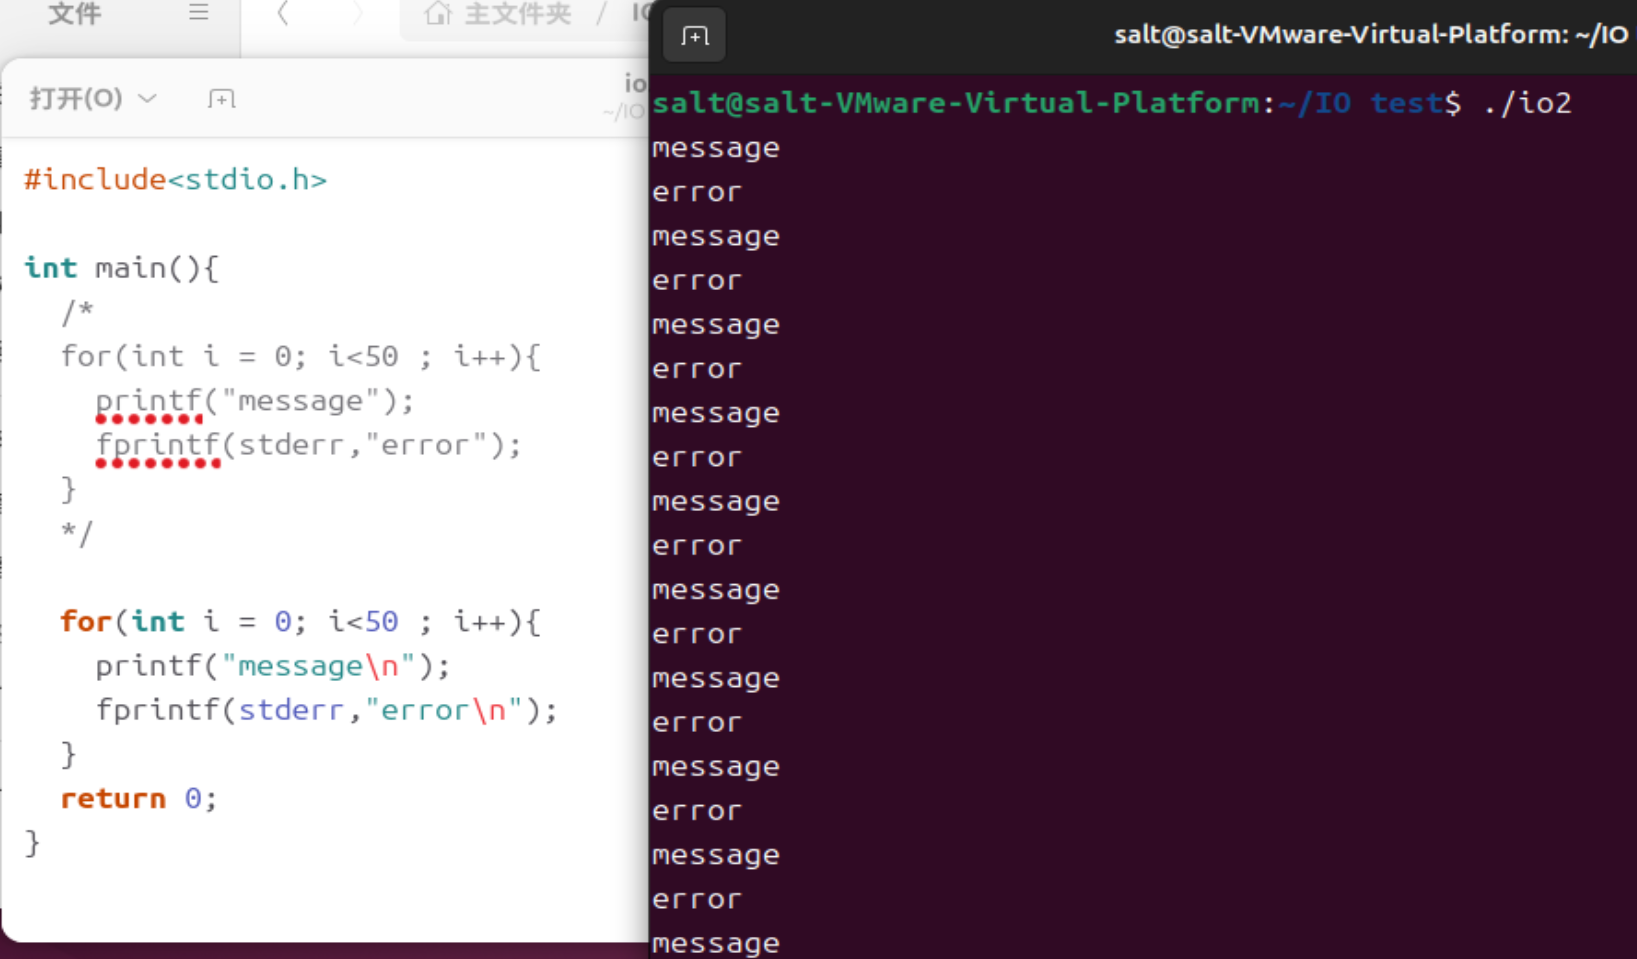 文件
主文件夹 /
打开(O)
#include<stdio.h>
int main(){
/*
for(int i = 0; i<50 ; i++){
printf("message");
fprintf(stderr,"error");
}
*/
for(int i = 0; i<50 ; i++){
printf("message\n");
fprintf(stderr,"error\n");
}
return 0;
}
salt@salt-VMware-Virtual-Platform: ~/IO
salt@salt-VMware-Virtual-Platform:~/IO test$ ./io2
message
error
message
error
message
error
message
error
message
error
message
error
message
error
message
error
message
error
message